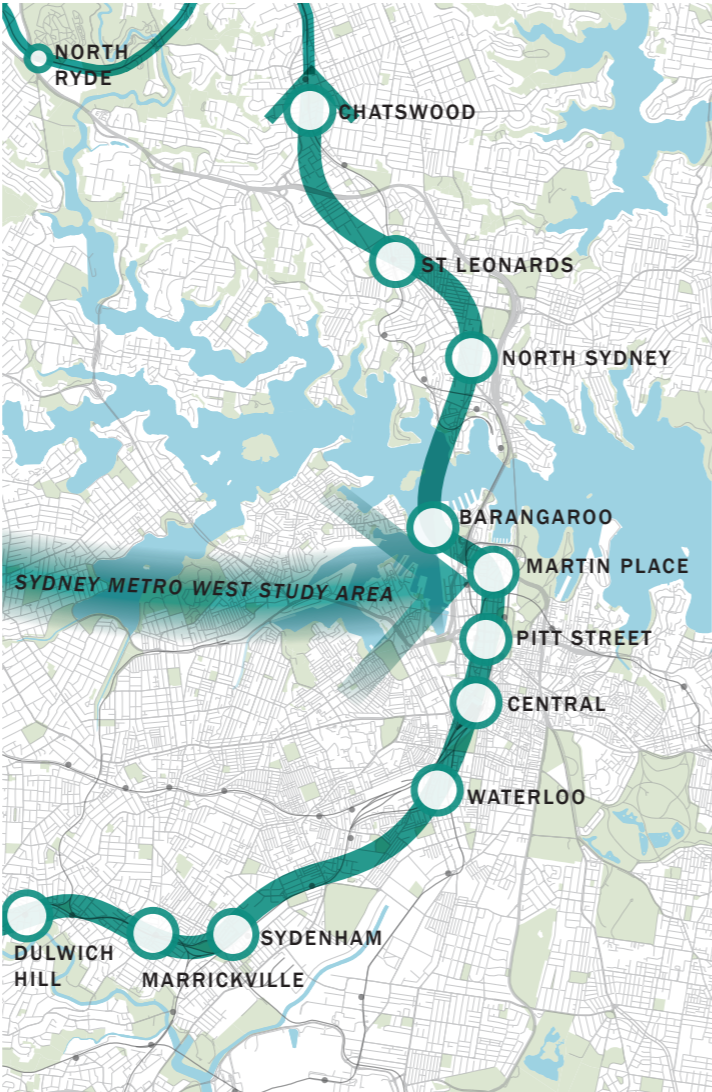 NORTH
RYDE
CHATSWOOD
ST LEONARDS
NORTH SYDNEY
BARANGAROO
MARTIN PLACE
SYDNEY METRO WEST STUDY AREA
PITT STREET
CENTRAL
WATERLOO
SYDENHAM
DULWICH
HILL
MARRICKVILLE